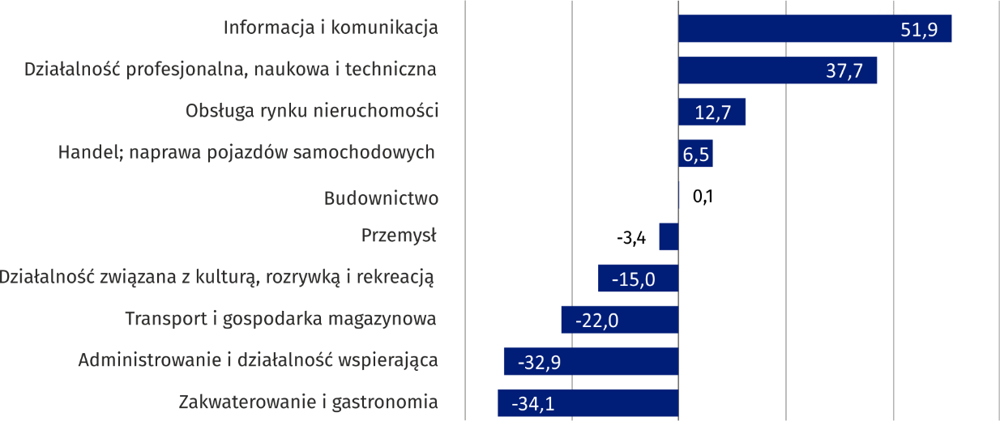 Informacja i komunikacja 51,9
Działalność profesjonalna, naukowa i techniczna 37,7
Obsługa rynku nieruchomości 12,7
Handel; naprawa pojazdów samochodowych 6,5
Budownictwo 0,1
Przemysł -3,4
Działalność związana z kulturą, rozrywką i rekreacją -15,0
Transport i gospodarka magazynowa -22,0
Administrowanie i działalność wspierająca -32,9
Zakwaterowanie i gastronomia -34,1